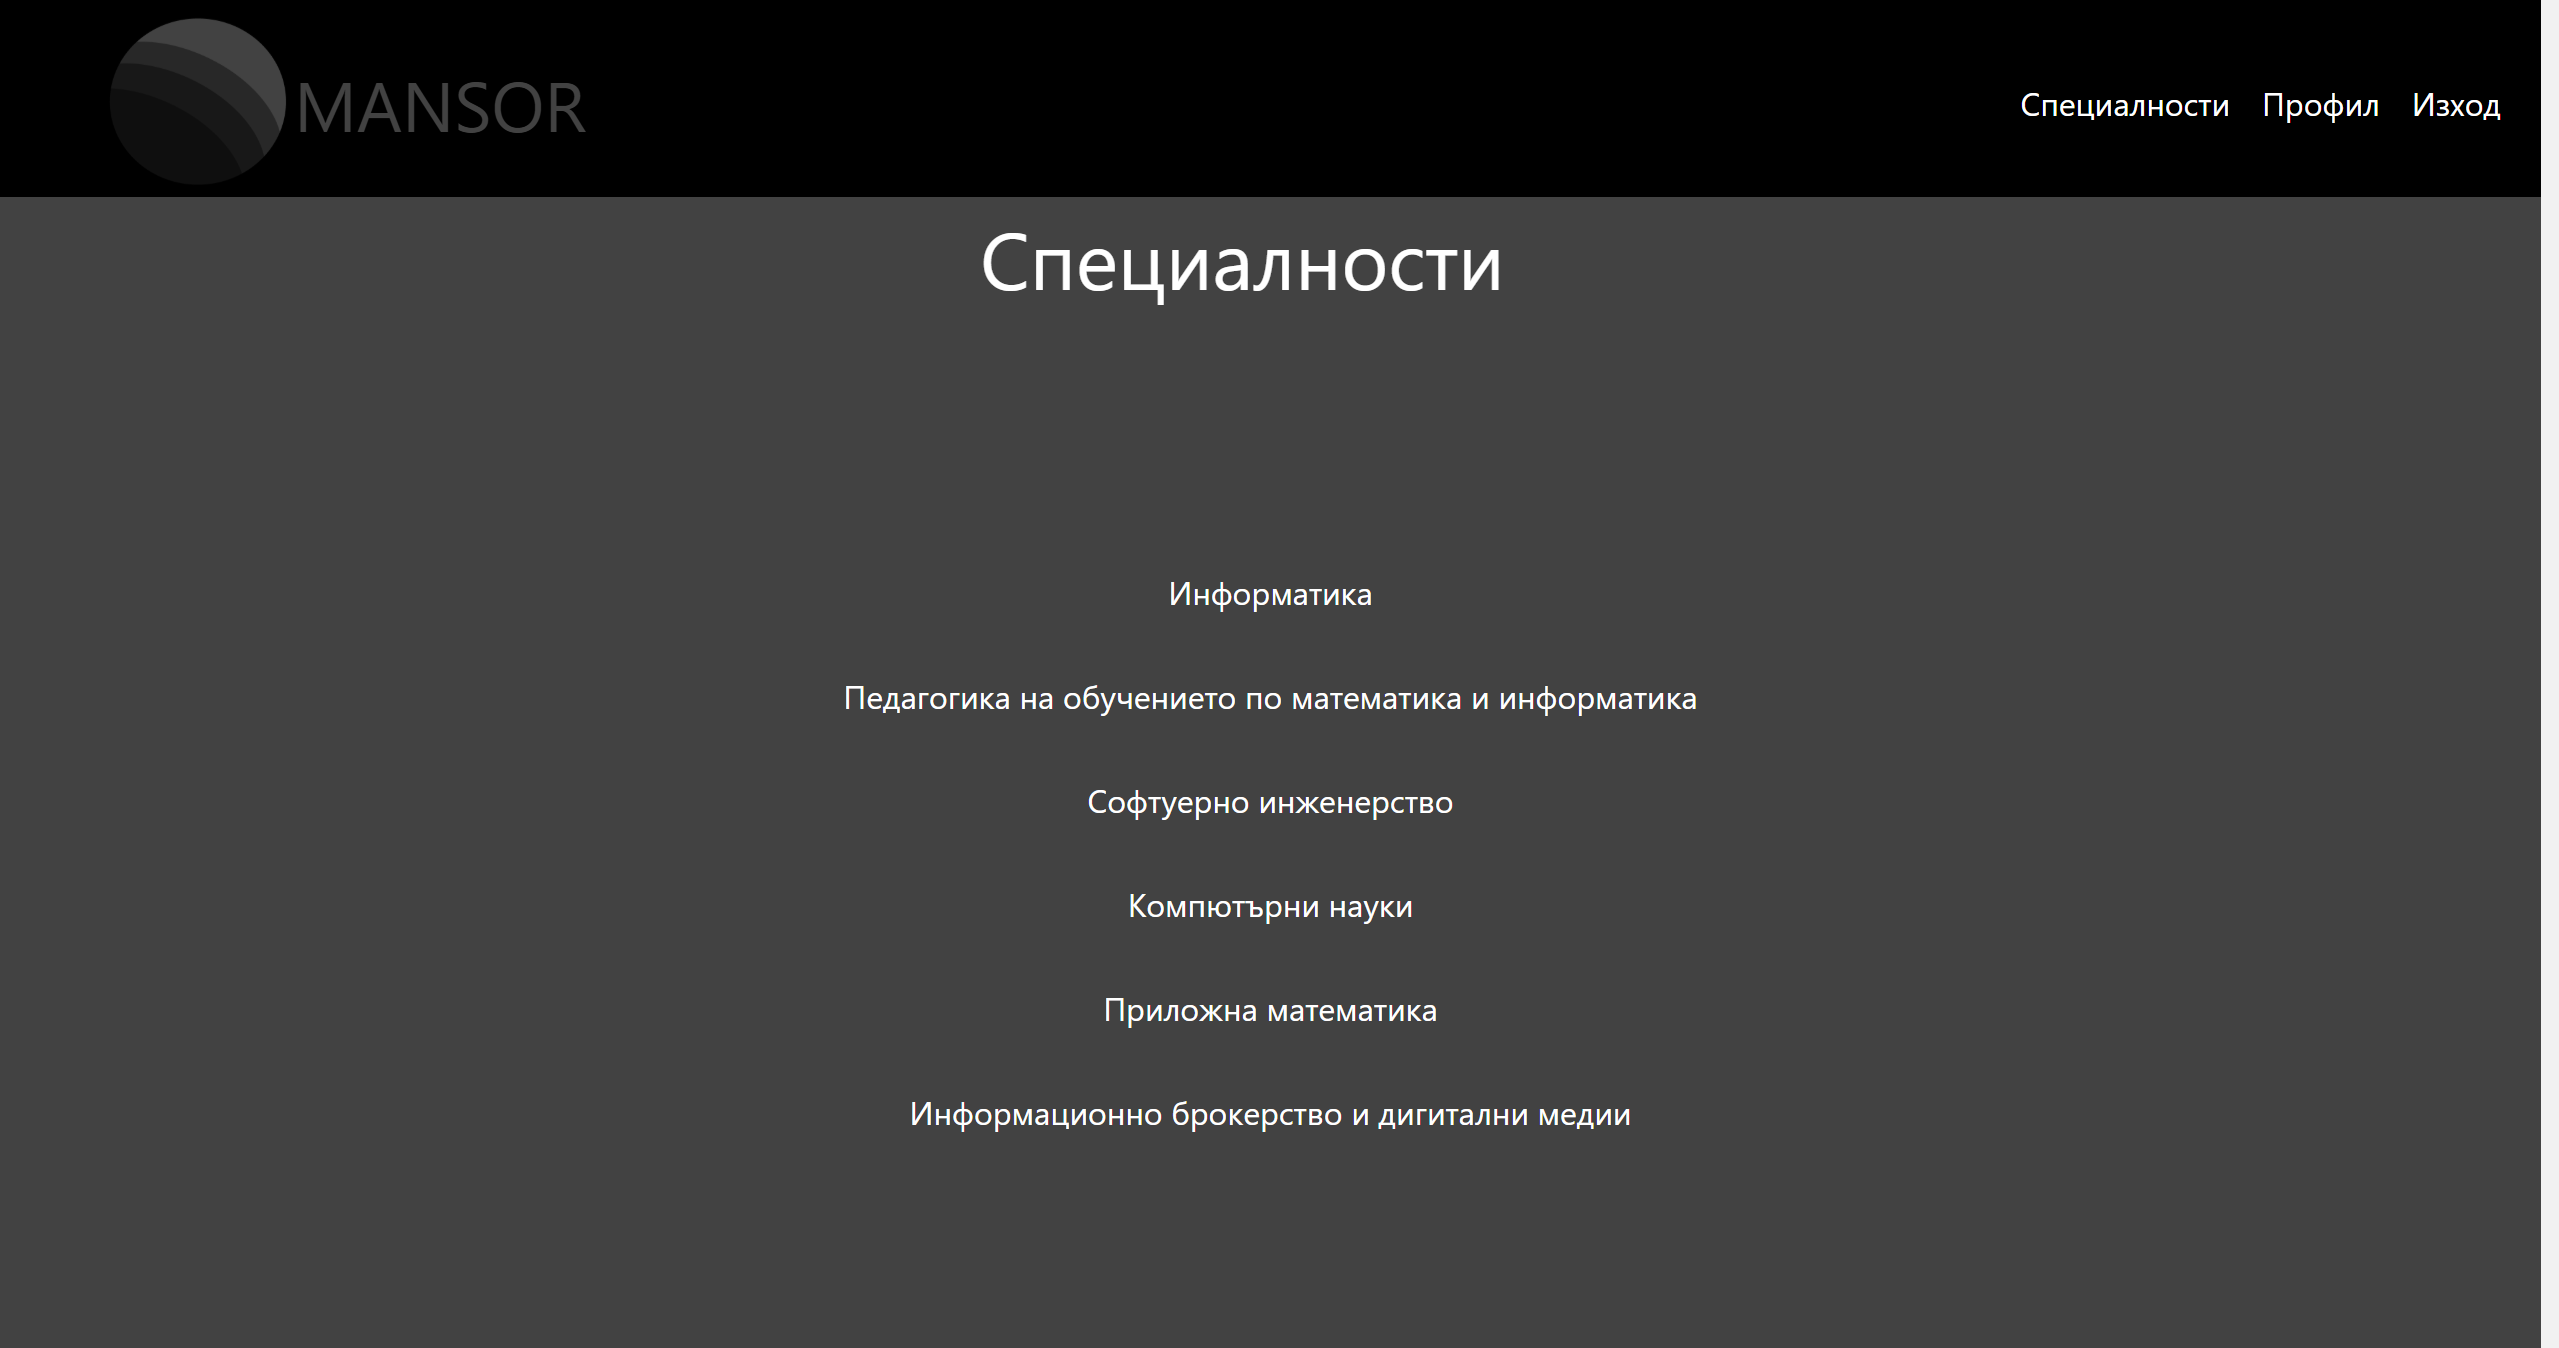 MANSOR
Специалности Профил Изход
Специалности
Информатика
Педагогика на обучението по математика и информатика
Софтуерно инженерство
Компютърни науки
Приложна математика
Информационно брокерство и дигитални медии